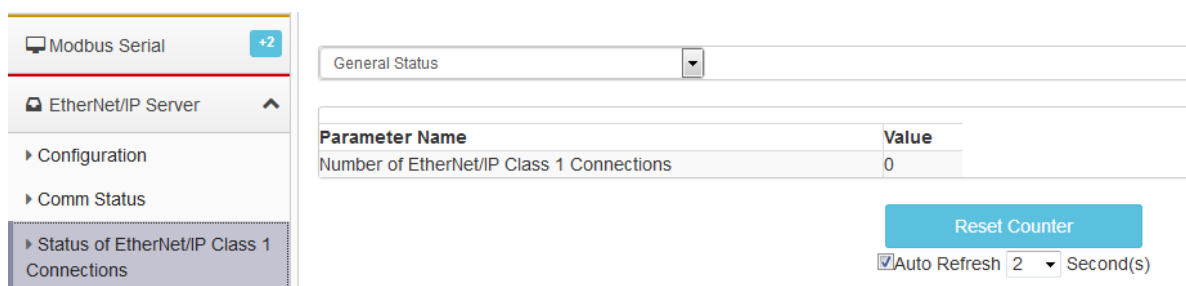 Modbus Serial
+2
EtherNet/IP Server
Configuration
Comm Status
Status of EtherNet/IP Class 1
Connections
General Status
Parameter Name Value
Number of EtherNet/IP Class 1 Connections 0
Reset Counter
Auto Refresh 2 Second(s)